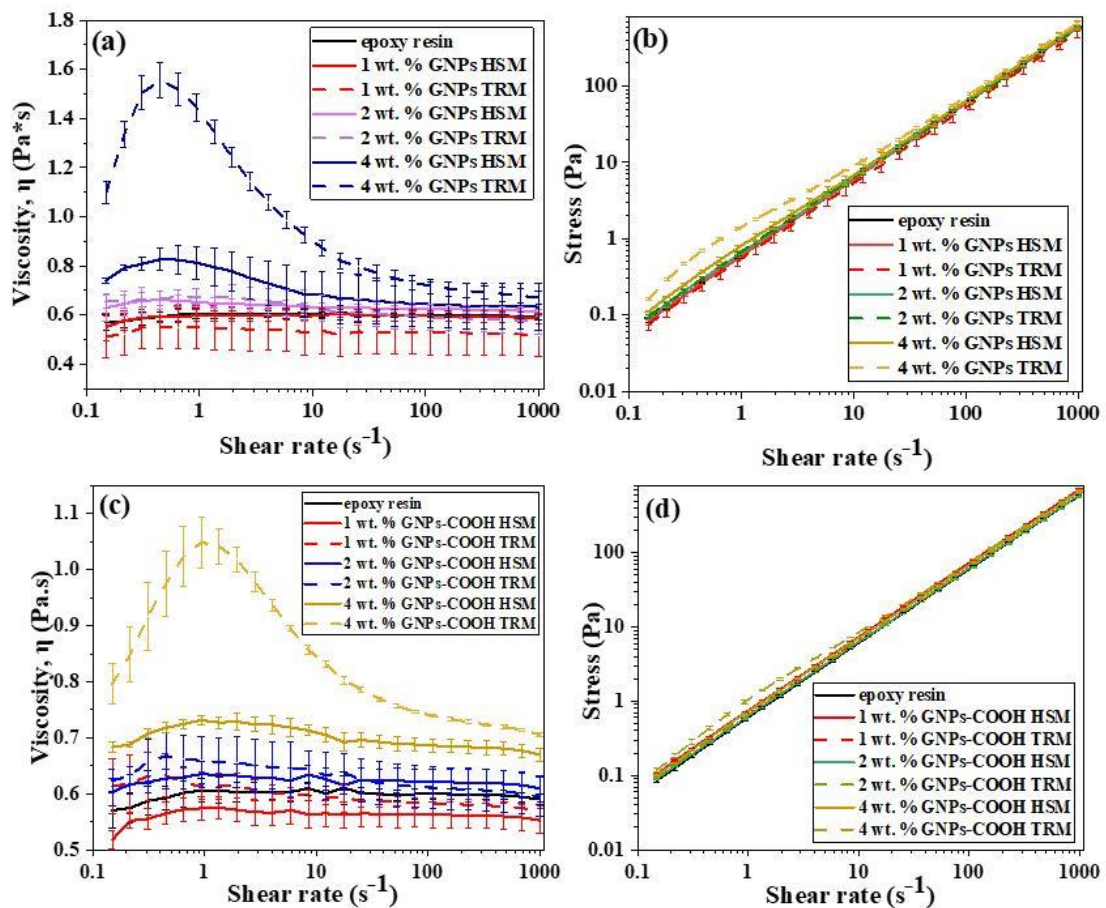 (a)
epoxy resin
1 wt. % GNPs HSM
1 wt. % GNPs TRM
2 wt. % GNPs HSM
2 wt. % GNPs TRM
4 wt. % GNPs HSM
4 wt. % GNPs TRM
Viscosity, η (Pa*s)
1.8
1.6
1.4
1.2
1.0
0.8
0.6
0.4
0.1 1 10 100 1000
Shear rate (s⁻¹)
(b)
Stress (Pa)
100
10
1
0.1
0.01
epoxy resin
1 wt. % GNPs HSM
1 wt. % GNPs TRM
2 wt. % GNPs HSM
2 wt. % GNPs TRM
4 wt. % GNPs HSM
4 wt. % GNPs TRM
0.1 1 10 100 1000
Shear rate (s⁻¹)
(c)
epoxy resin
1 wt. % GNPs-COOH HSM
1 wt. % GNPs-COOH TRM
2 wt. % GNPs-COOH HSM
2 wt. % GNPs-COOH TRM
4 wt. % GNPs-COOH HSM
4 wt. % GNPs-COOH TRM
Viscosity, η (Pa.s)
1.1
1.0
0.9
0.8
0.7
0.6
0.5
0.1 1 10 100 1000
Shear rate (s⁻¹)
(d)
Stress (Pa)
100
10
1
0.1
0.01
epoxy resin
1 wt. % GNPs-COOH HSM
1 wt. % GNPs-COOH TRM
2 wt. % GNPs-COOH HSM
2 wt. % GNPs-COOH TRM
4 wt. % GNPs-COOH HSM
4 wt. % GNPs-COOH TRM
0.1 1 10 100 1000
Shear rate (s⁻¹)